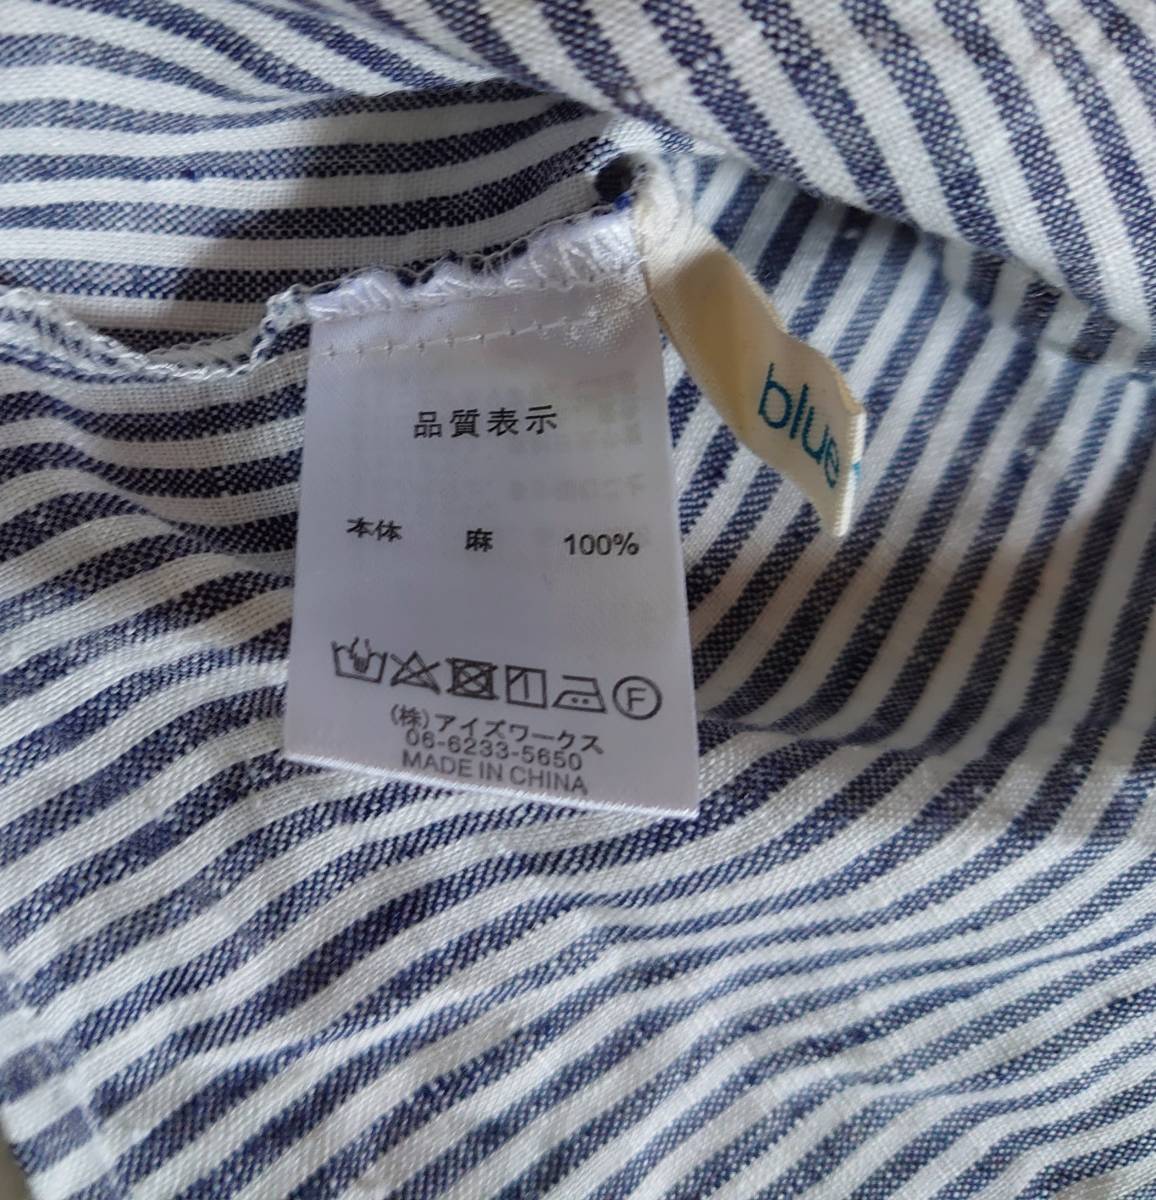 品質表示
本体 麻 100%
F
(株)アイズワークス
06-6233-5650
MADE IN CHINA
blue